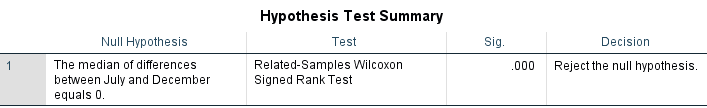 Hypothesis Test Summary
Null Hypothesis Test Sig. Decision
1 The median of differences Related-Samples Wilcoxon .000 Reject the null hypothesis.
between July and December Signed Rank Test
equals 0.